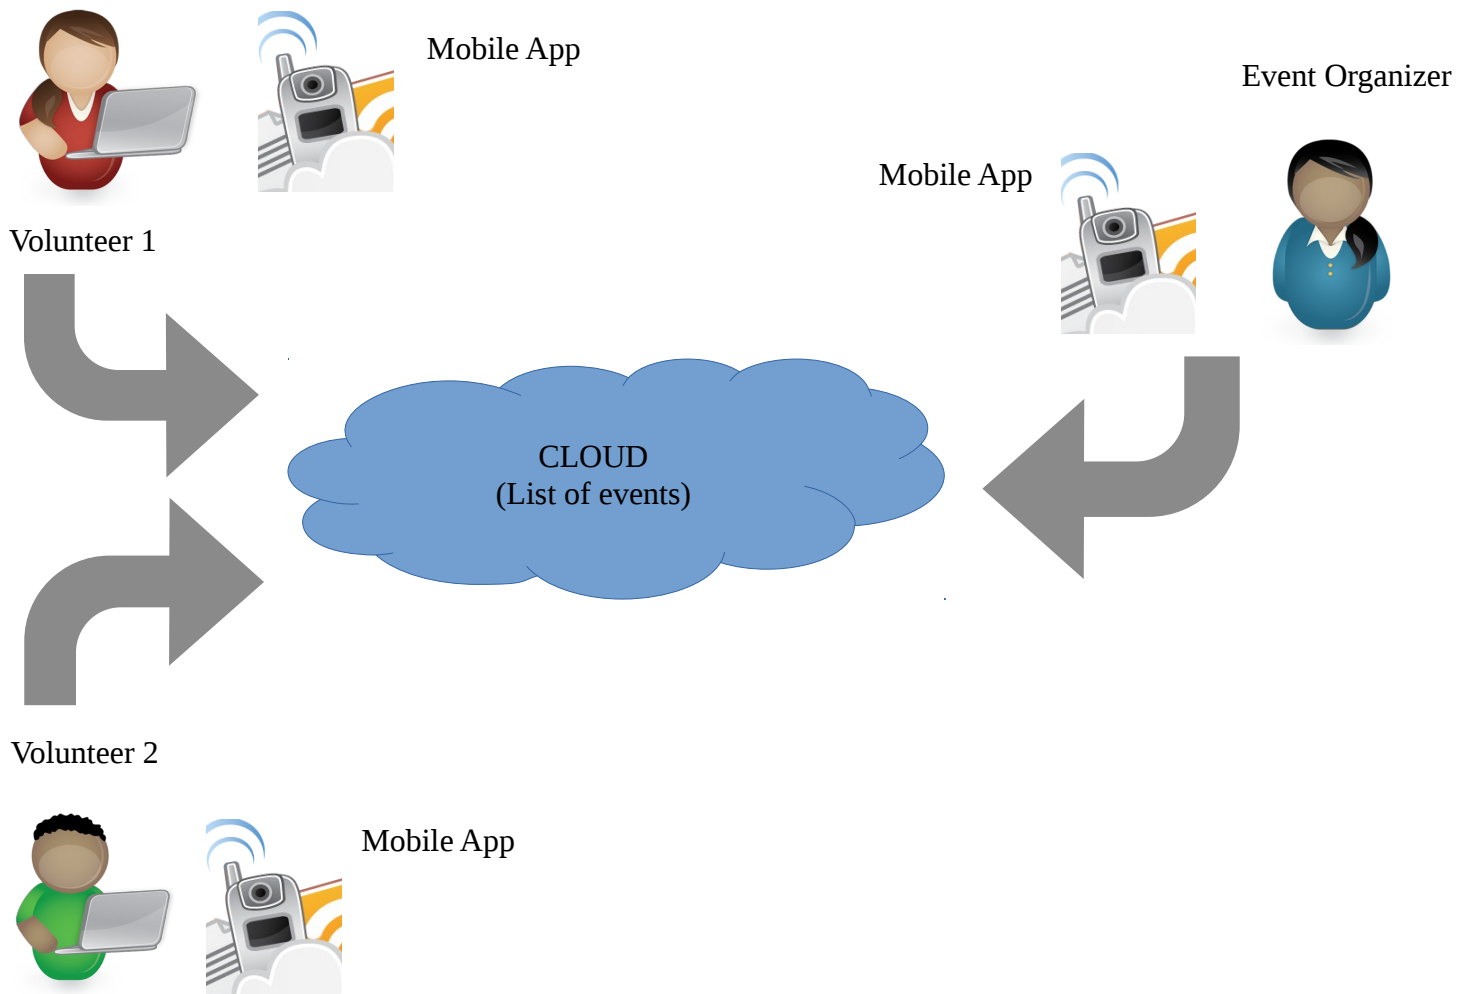 Mobile App
Event Organizer
Mobile App
Volunteer 1
CLOUD
(List of events)
Volunteer 2
Mobile App